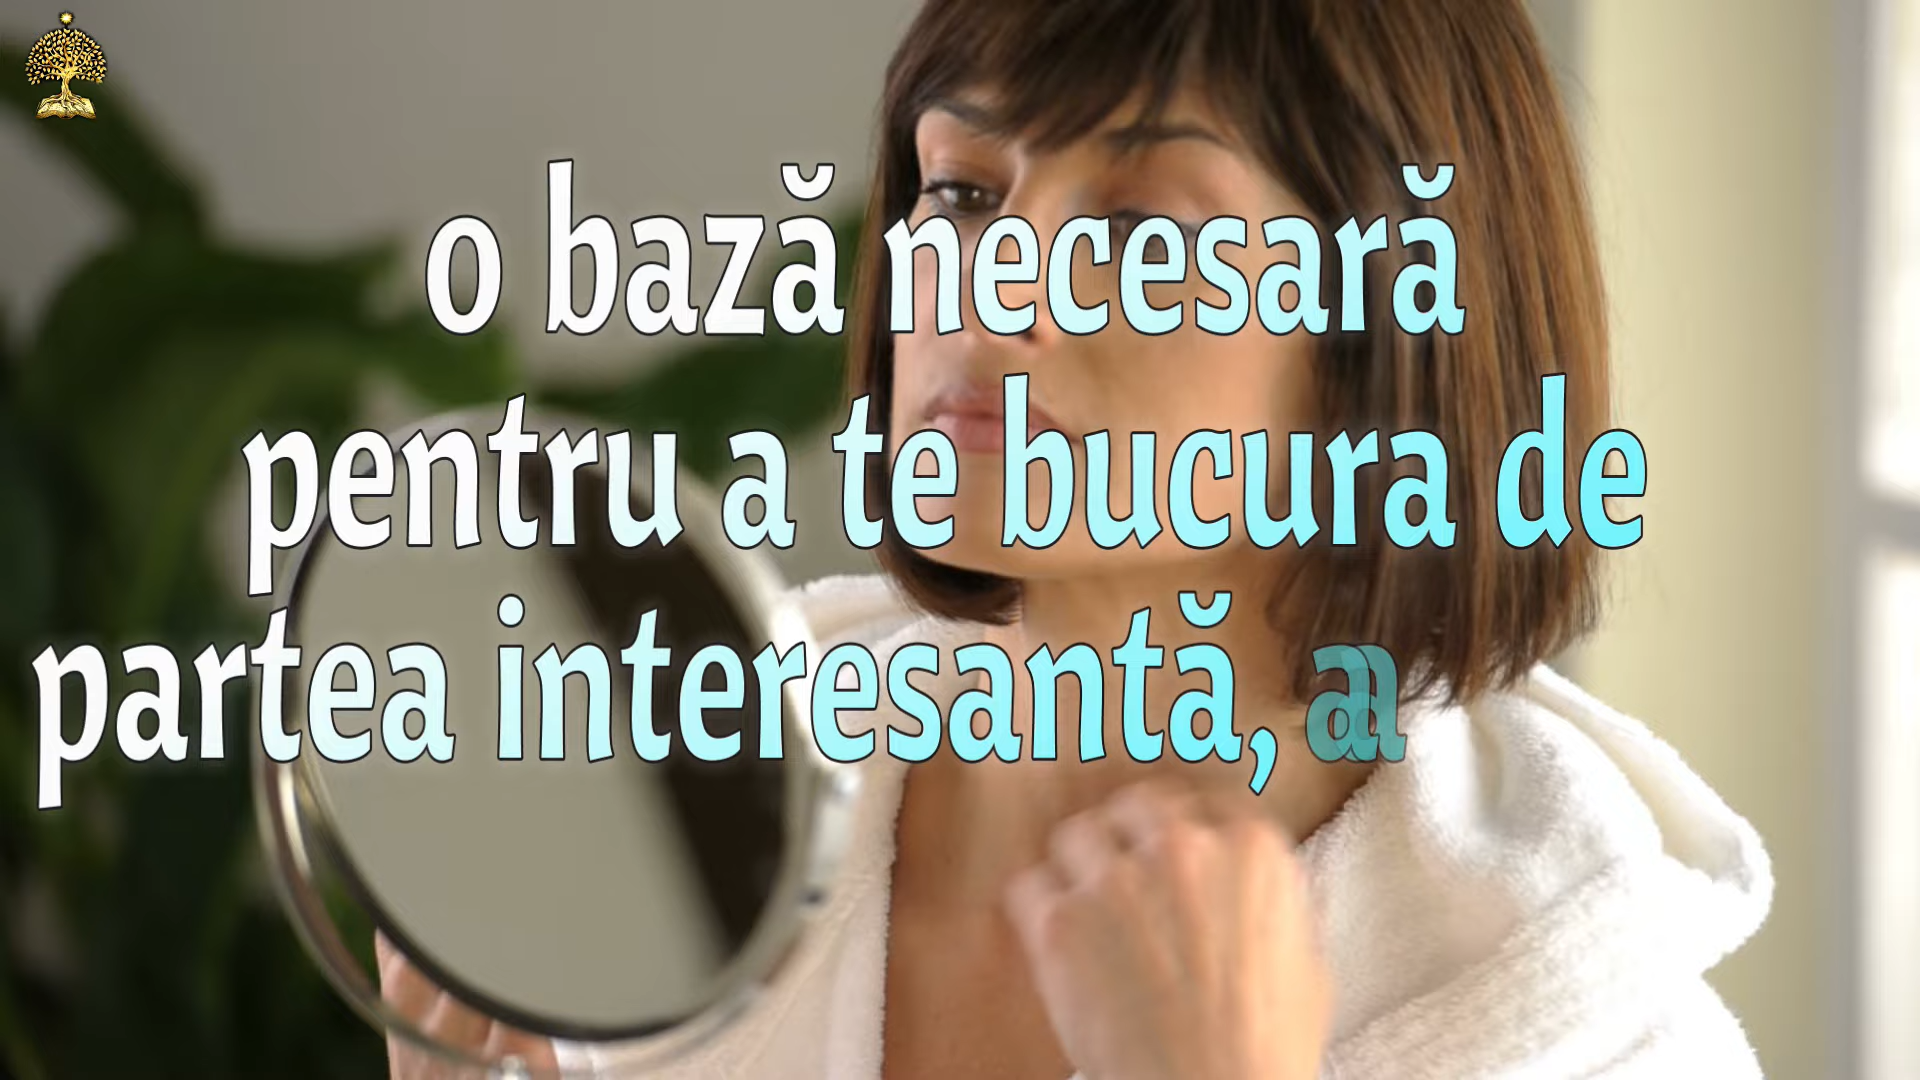 o bază necesară
pentru a te bucura de
partea interesantă,